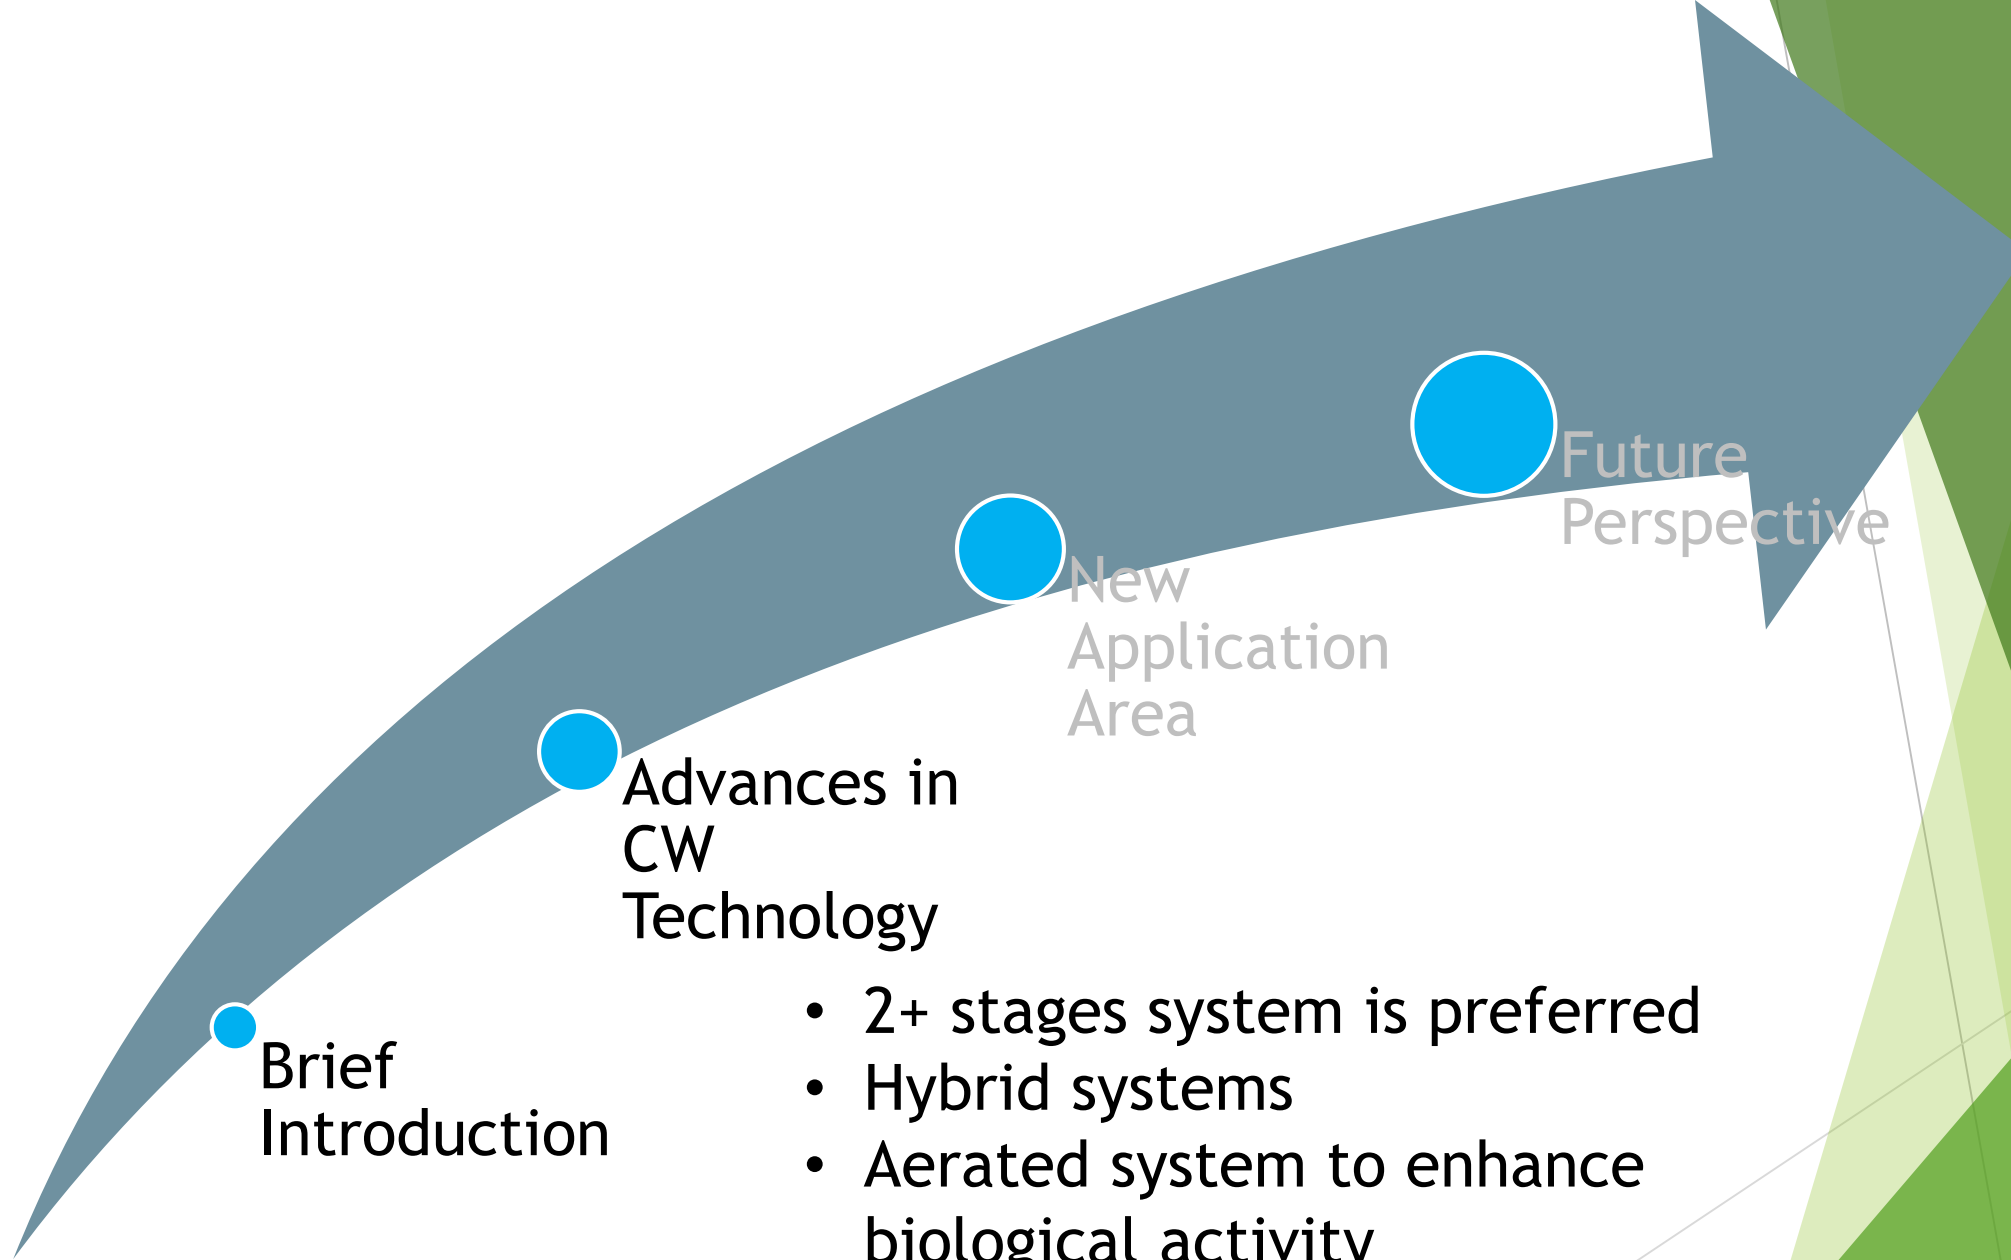 Future
Perspective
New
Application
Area
Advances in
CW
Technology
Brief
Introduction
• 2+ stages system is preferred
• Hybrid systems
• Aerated system to enhance
biological activity